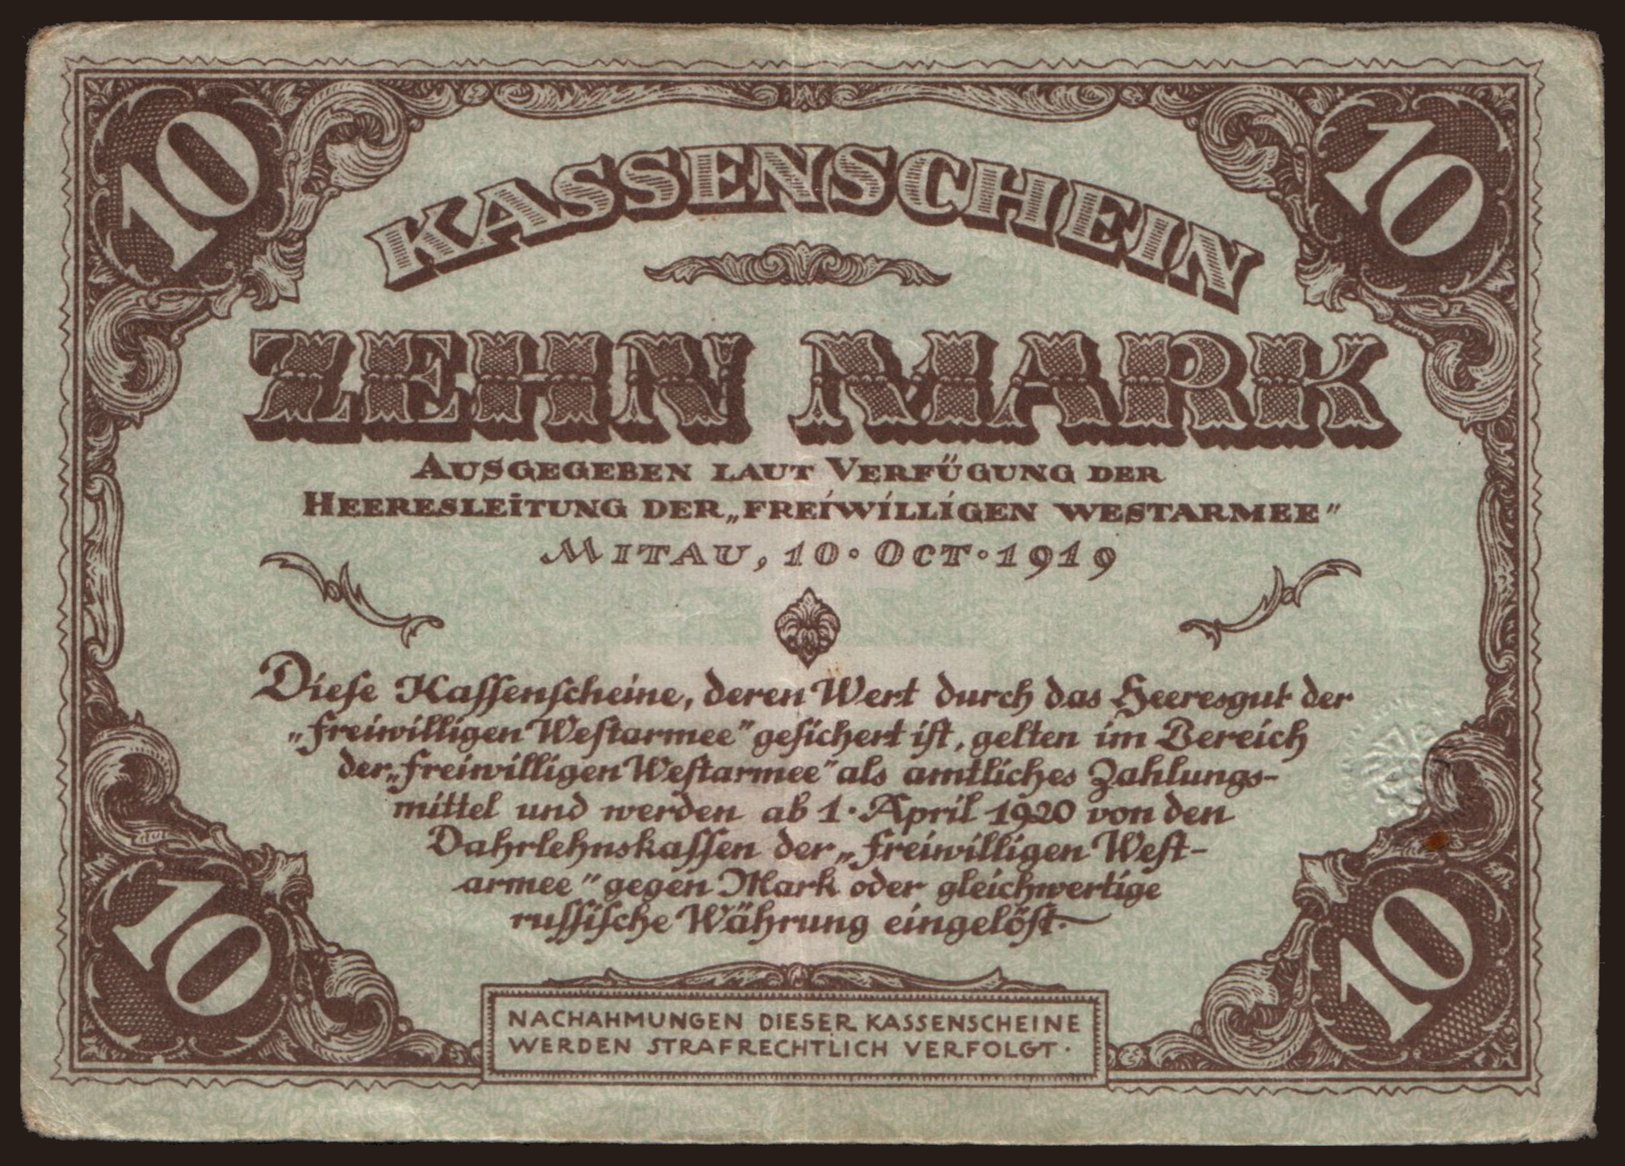 10 10
KASSENSCHEIN
ZEHN MARK
AUSGEGEBEN LAUT VERFÜGUNG DER
HEERESLEITUNG DER „FREIWILLIGEN WESTARMEE"
MITAU, 10. OCT. 1919
Diese Kassenscheine, deren Wert durch das Heeresgut der
„freiwilligen Westarmee" gesichert ist, gelten im Bereich
der „freiwilligen Westarmee" als amtliches Zahlungs-
mittel und werden ab 1. April 1920 von den
Dahrlehnskassen der „freiwilligen West-
armee" gegen Mark oder gleichwertige
russische Währung eingelöst.
10 10
NACHAHMUNGEN DIESER KASSENSCHEINE
WERDEN STRAFRECHTLICH VERFOLGT.